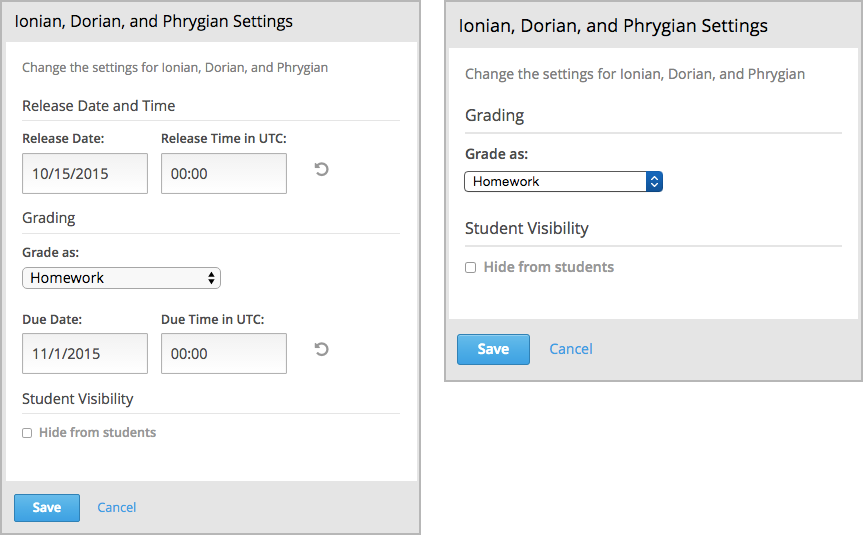 Ionian, Dorian, and Phrygian Settings
Change the settings for Ionian, Dorian, and Phrygian
Release Date and Time
Release Date: Release Time in UTC:
10/15/2015 00:00
Grading
Grade as:
Homework
Due Date: Due Time in UTC:
11/1/2015 00:00
Student Visibility
Hide from students
Save Cancel
Ionian, Dorian, and Phrygian Settings
Change the settings for Ionian, Dorian, and Phrygian
Grading
Grade as:
Homework
Student Visibility
Hide from students
Save Cancel